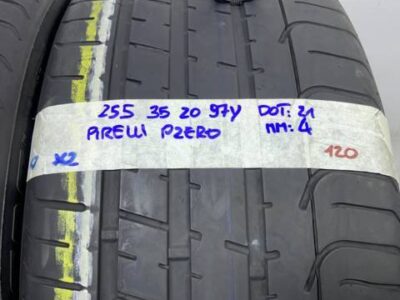 255 35 20 97Y DOT: 21
PIRELLI PZERO MM: 4
X2 120